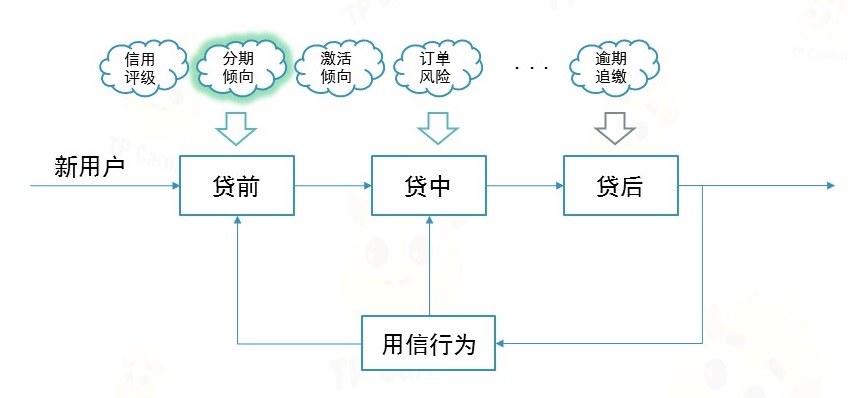 信用
评级
分期
倾向
激活
倾向
订单
风险
...
逾期
追缴
新用户
贷前
贷中
贷后
用信行为